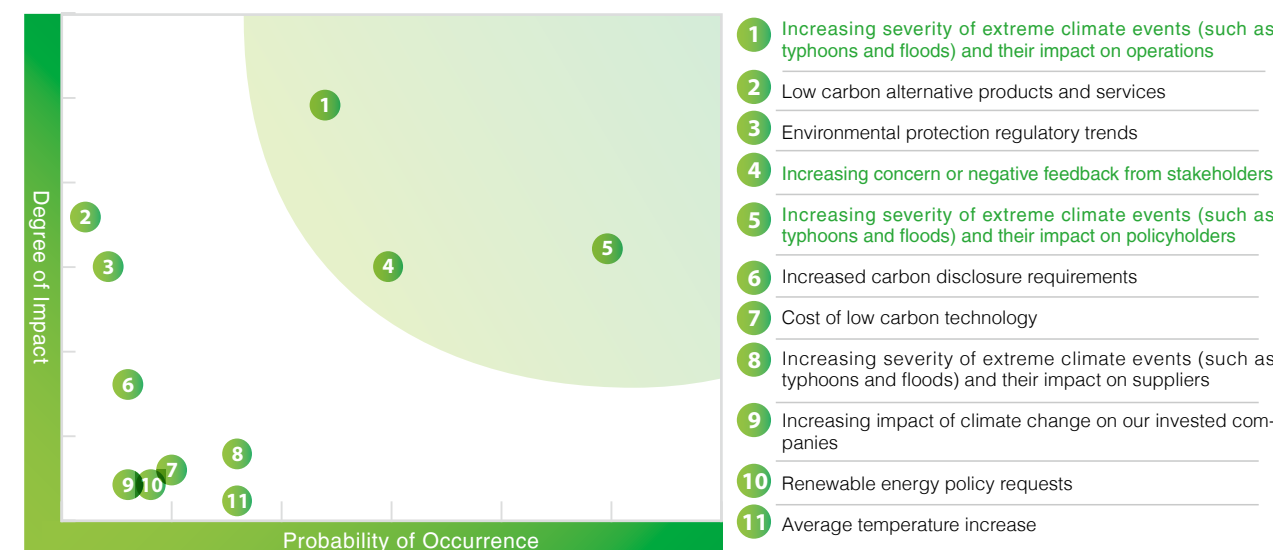 Degree of Impact
1
2
3
4
5
6
7
8
9
10
11
Probability of Occurrence
1
Increasing severity of extreme climate events (such as
typhoons and floods) and their impact on operations
2
Low carbon alternative products and services
3
Environmental protection regulatory trends
4
Increasing concern or negative feedback from stakeholders
5
Increasing severity of extreme climate events (such as
typhoons and floods) and their impact on policyholders
6
Increased carbon disclosure requirements
7
Cost of low carbon technology
8
Increasing severity of extreme climate events (such as
typhoons and floods) and their impact on suppliers
9
Increasing impact of climate change on our invested com-
panies
10
Renewable energy policy requests
11
Average temperature increase